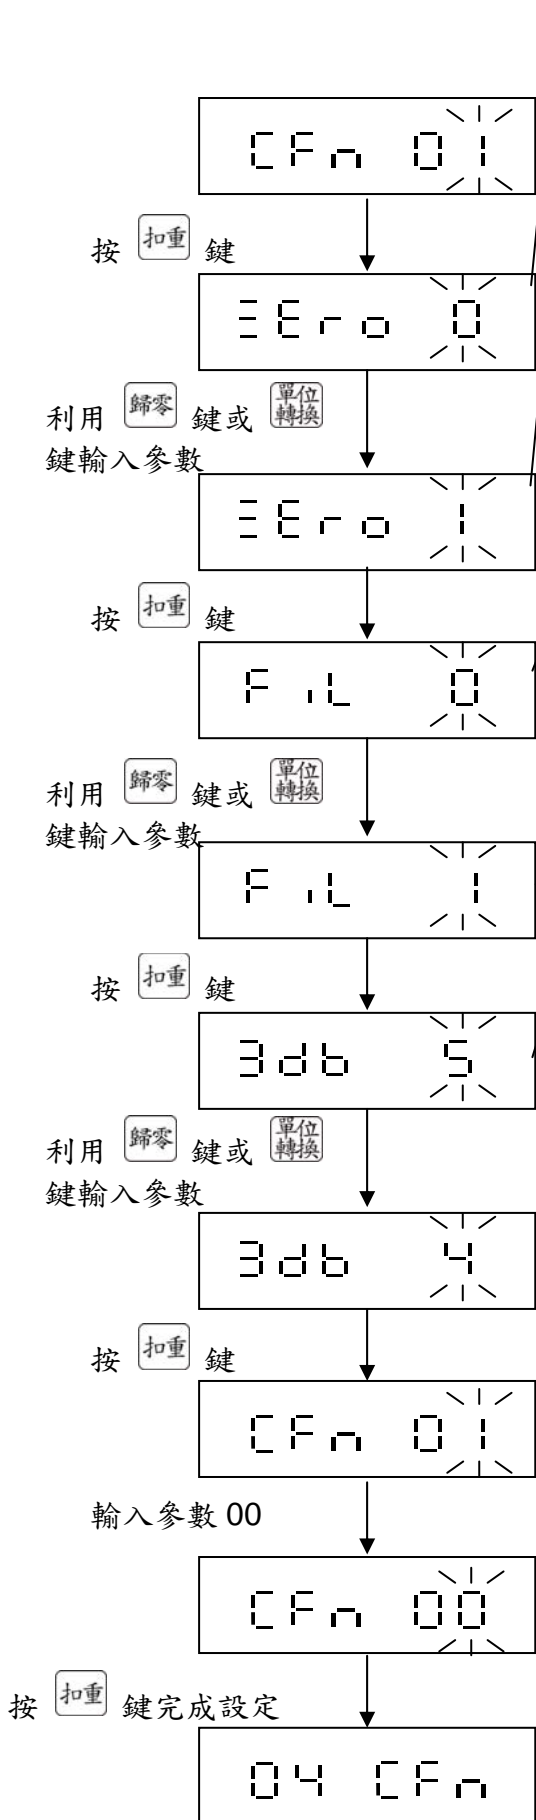 CFn 01
按 扣重 鍵
ZEro 0
利用 歸零 鍵或 單位轉換
鍵輸入參數
ZEro 1
按 扣重 鍵
FiL 0
利用 歸零 鍵或 單位轉換
鍵輸入參數
FiL 1
按 扣重 鍵
3db 5
利用 歸零 鍵或 單位轉換
鍵輸入參數
3db 4
按 扣重 鍵
CFn 01
輸入參數 00
CFn 00
按 扣重 鍵完成設定
04 CFn